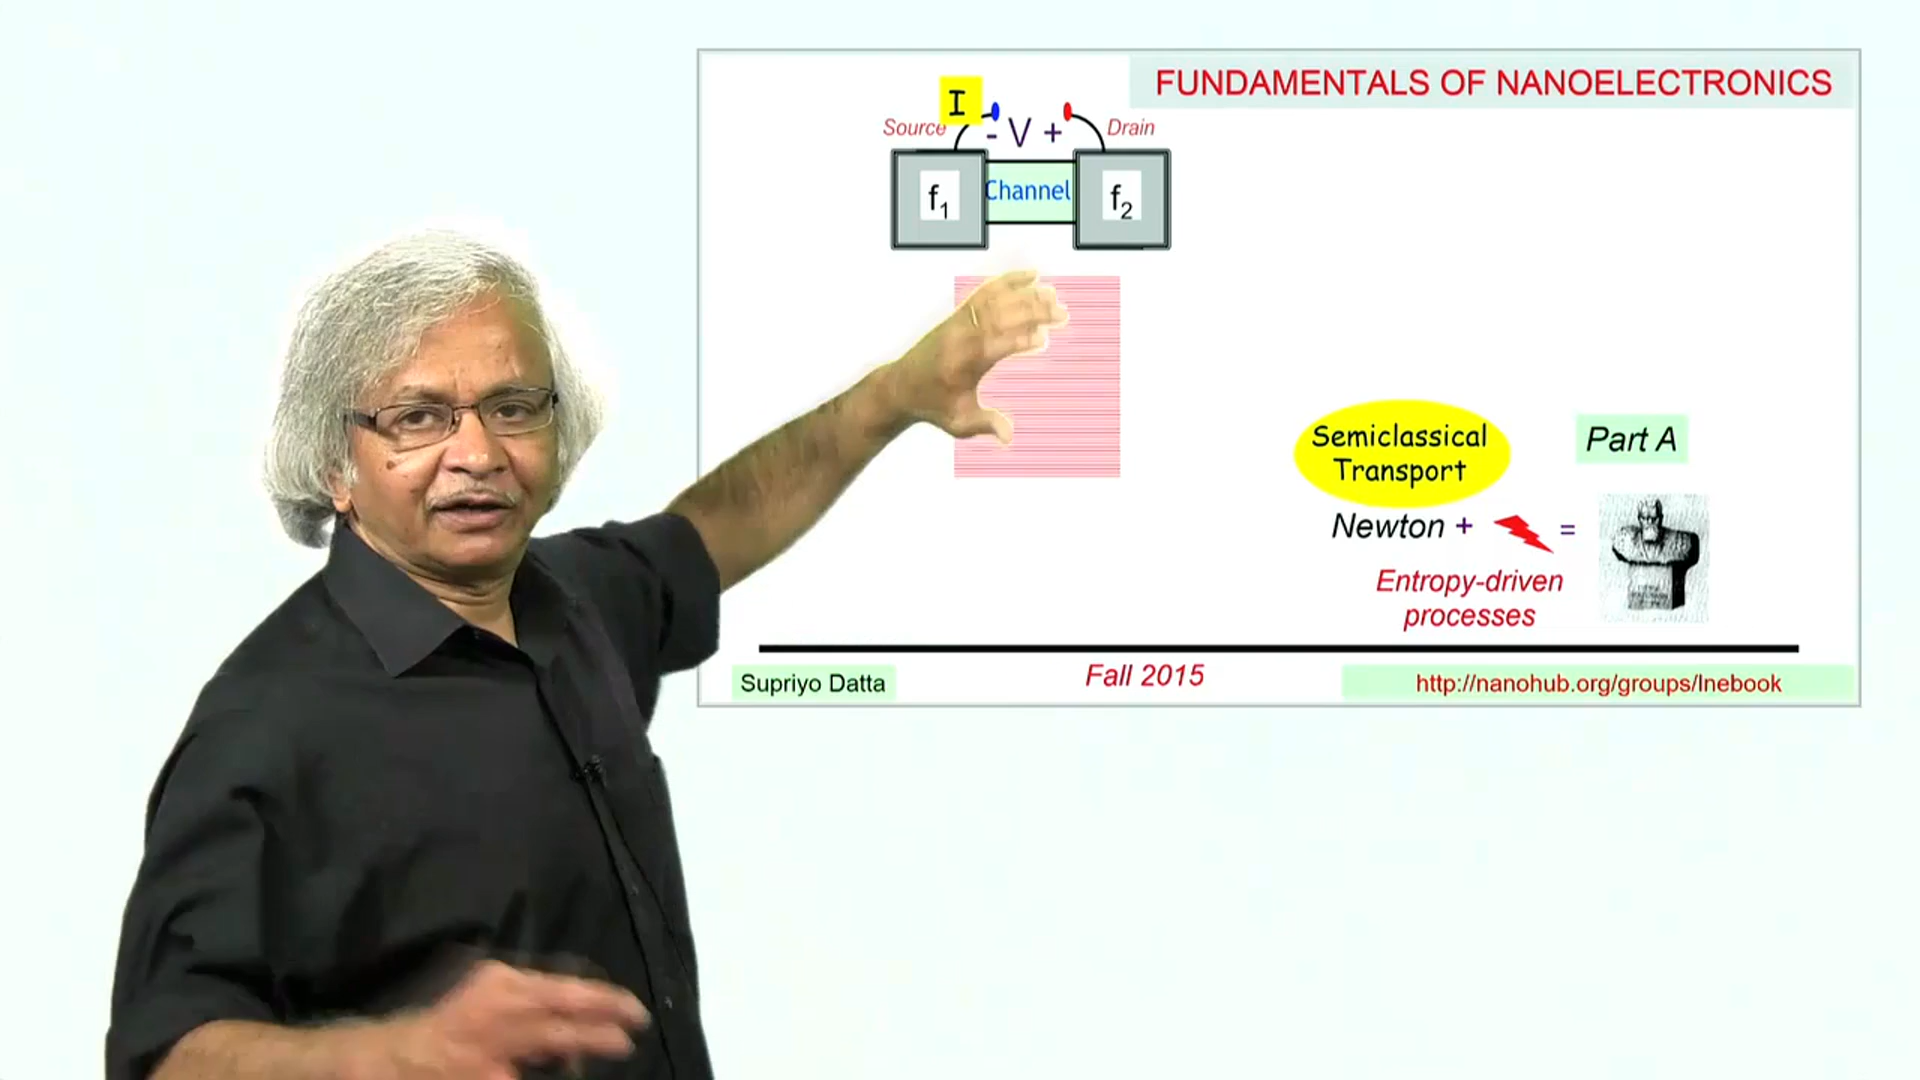 FUNDAMENTALS OF NANOELECTRONICS
I
Source
- V +
Drain
f1
Channel
f2
Semiclassical
Transport
Part A
Newton + =
Entropy-driven
processes
Supriyo Datta
Fall 2015
http://nanohub.org/groups/lnebook